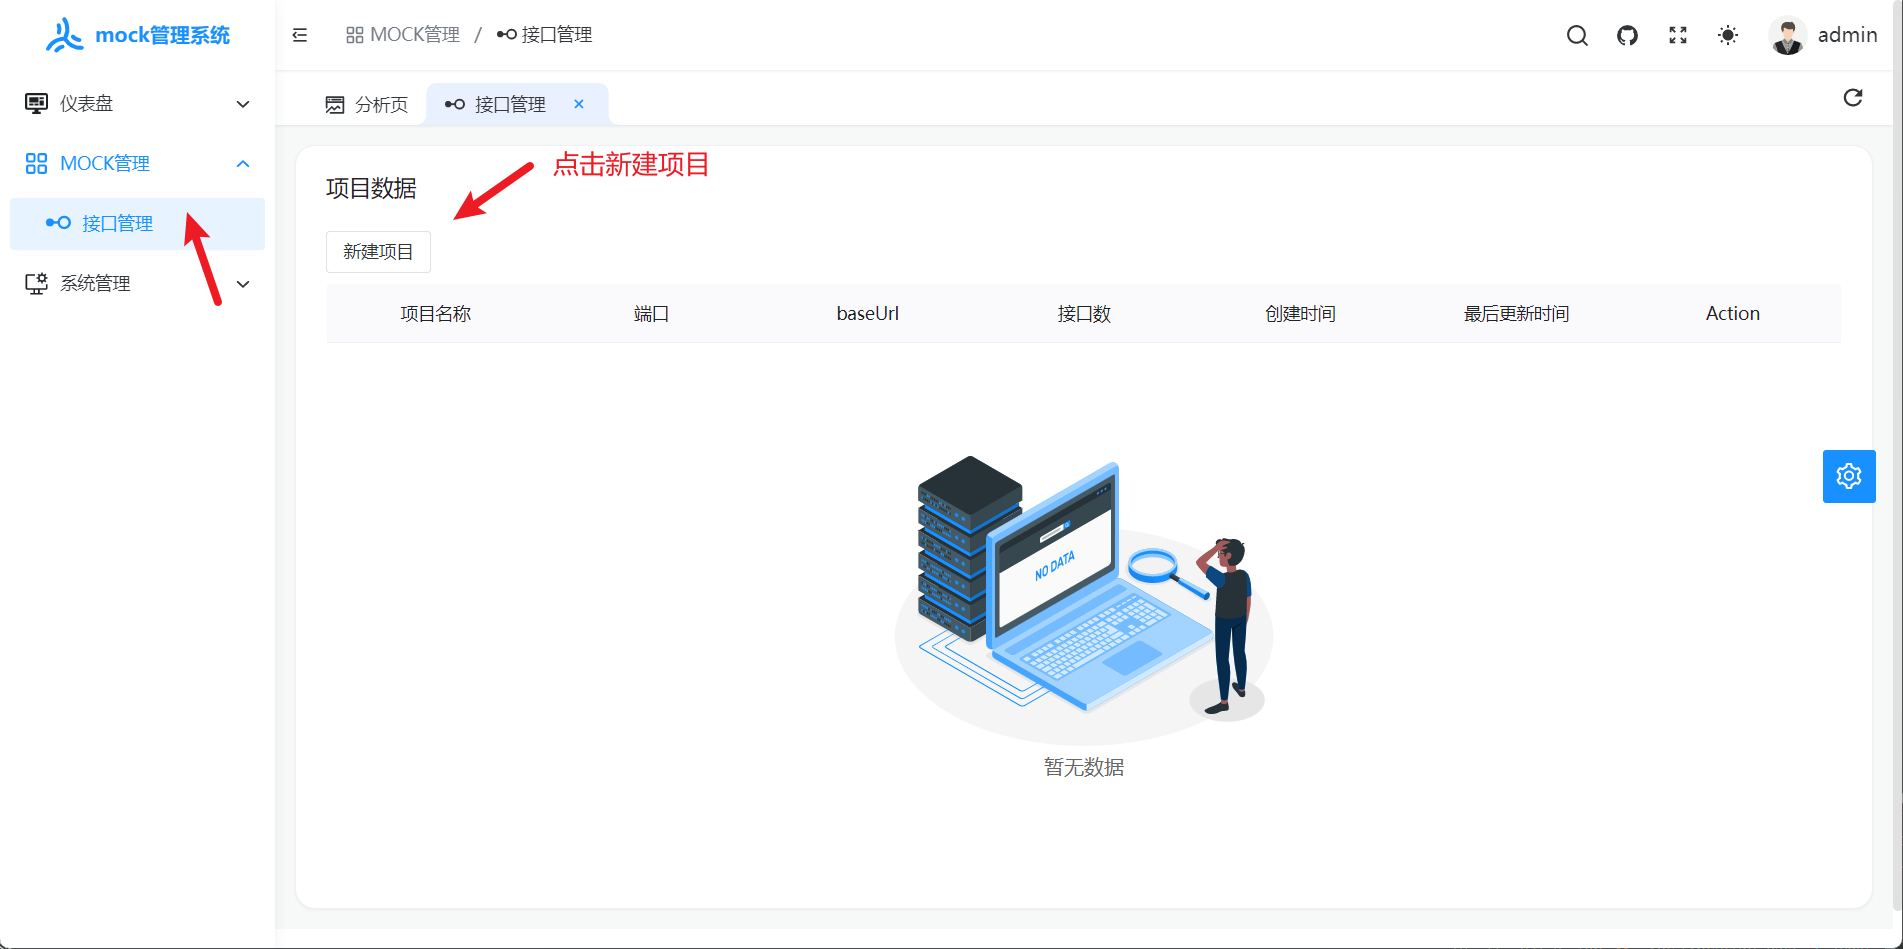 mock管理系统
MOCK管理 / 接口管理
admin
仪表盘
MOCK管理
接口管理
系统管理
分析页
接口管理
点击新建项目
项目数据
新建项目
项目名称 端口 baseUrl 接口数 创建时间 最后更新时间 Action
NO DATA
暂无数据